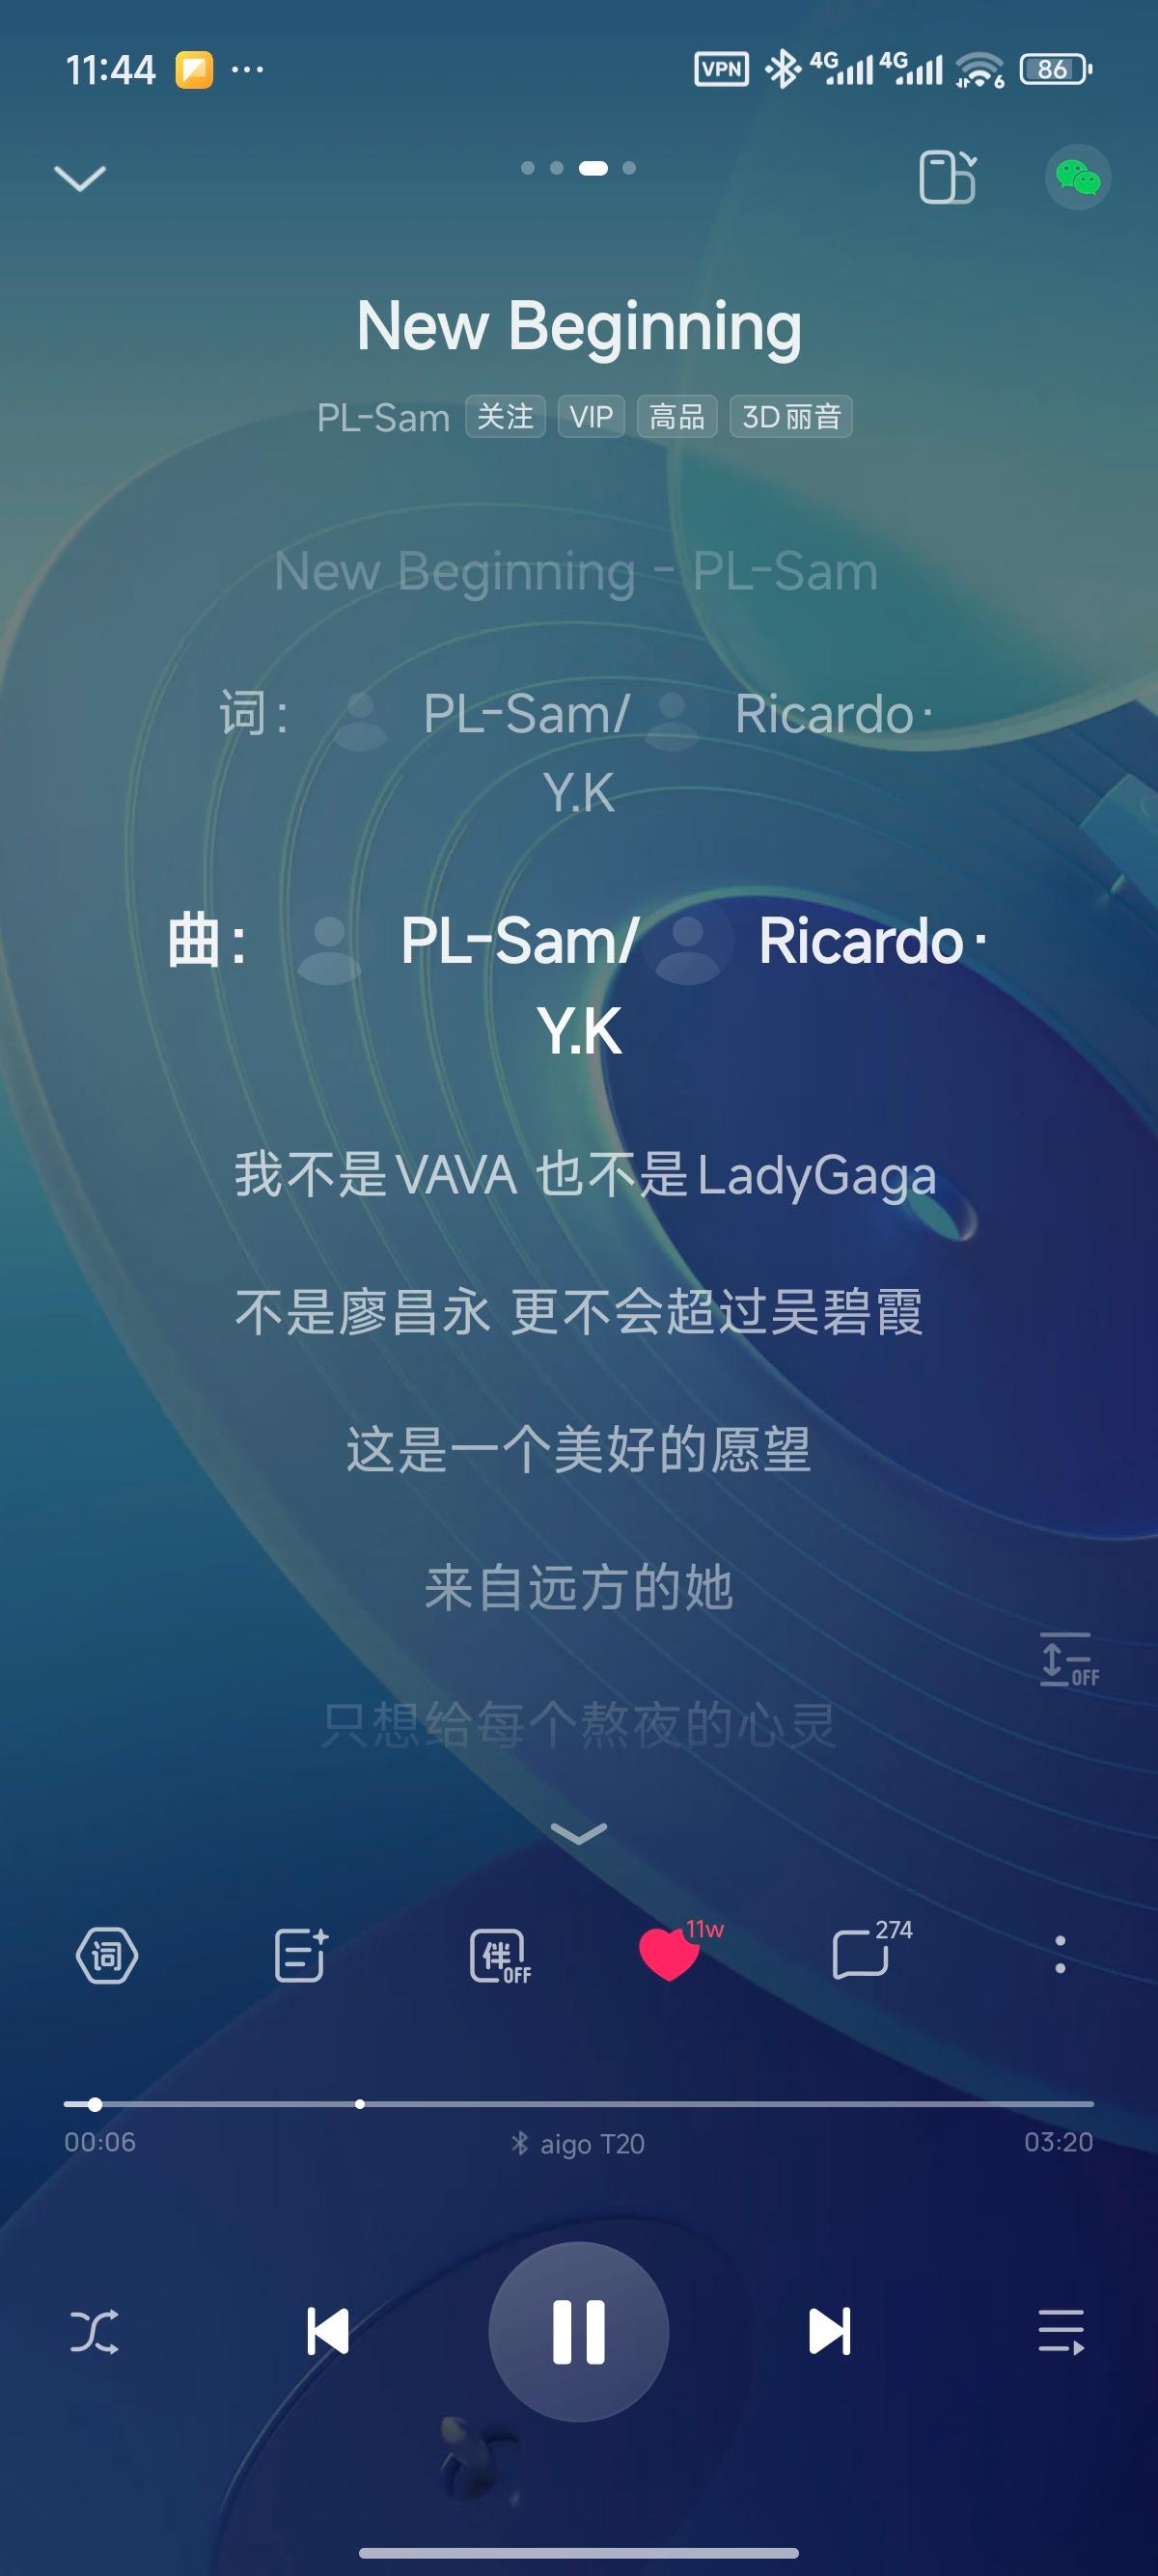 11:44 ··· VPN 4G 4G 6 86
New Beginning
PL-Sam 关注 VIP 高品 3D丽音
New Beginning - PL-Sam
词: PL-Sam/ Ricardo·
Y.K
曲: PL-Sam/ Ricardo·
Y.K
我不是VAVA 也不是LadyGaga
不是廖昌永 更不会超过吴碧霞
这是一个美好的愿望
来自远方的她
OFF
只想给每个熬夜的心灵
词 伴 OFF 11w 274
00:06 aigo T20 03:20